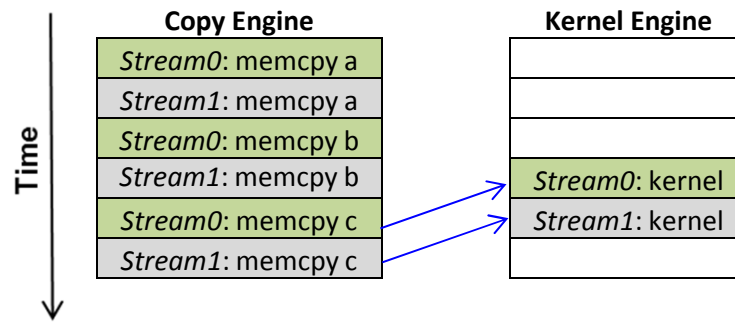 Copy Engine
Kernel Engine
Time
Stream0: memcpy a
Stream1: memcpy a
Stream0: memcpy b
Stream1: memcpy b
Stream0: kernel
Stream0: memcpy c
Stream1: kernel
Stream1: memcpy c